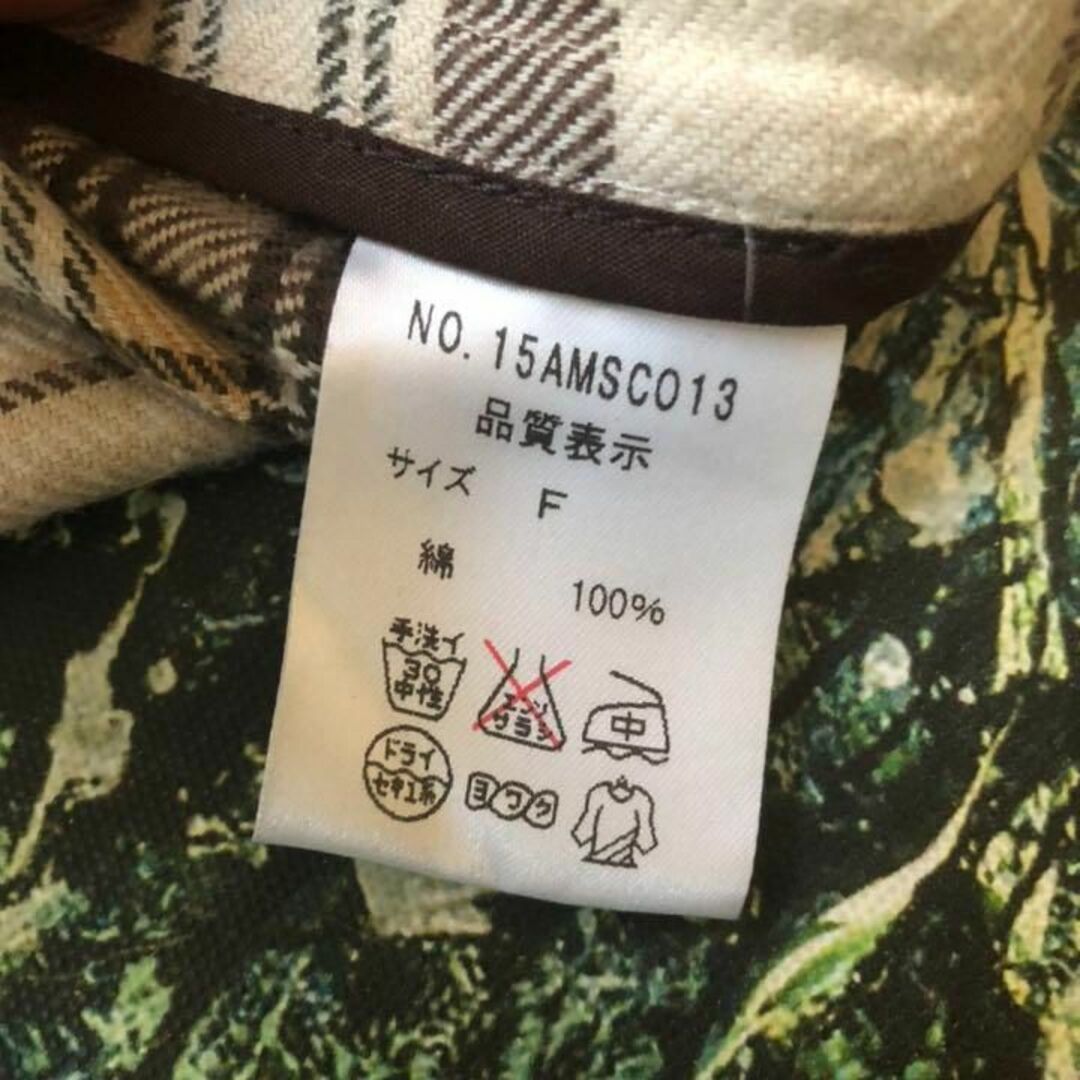 NO. 15AMSC013
品質表示
サイズ F
綿 100%
手洗イ
30
中性
エンソ
サラシ
中
ドライ
セキユ系
ヨワク